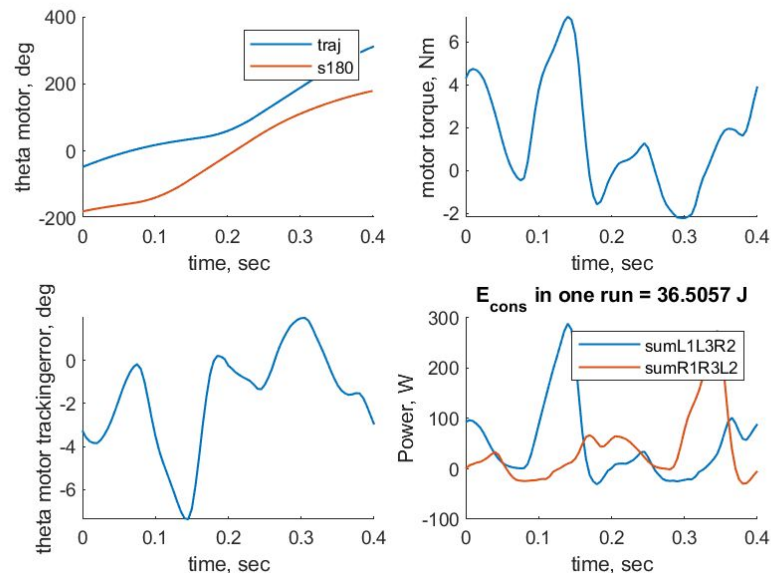 400
200
0
-200
theta motor, deg
traj
s180
0
0.1
0.2
0.3
0.4
time, sec
6
4
2
0
-2
motor torque, Nm
0
0.1
0.2
0.3
0.4
time, sec
0
-2
-4
-6
theta motor trackingerror, deg
0
0.1
0.2
0.3
0.4
time, sec
E_cons in one run = 36.5057 J
300
200
100
0
-100
Power, W
sumL1L3R2
sumR1R3L2
0
0.1
0.2
0.3
0.4
time, sec